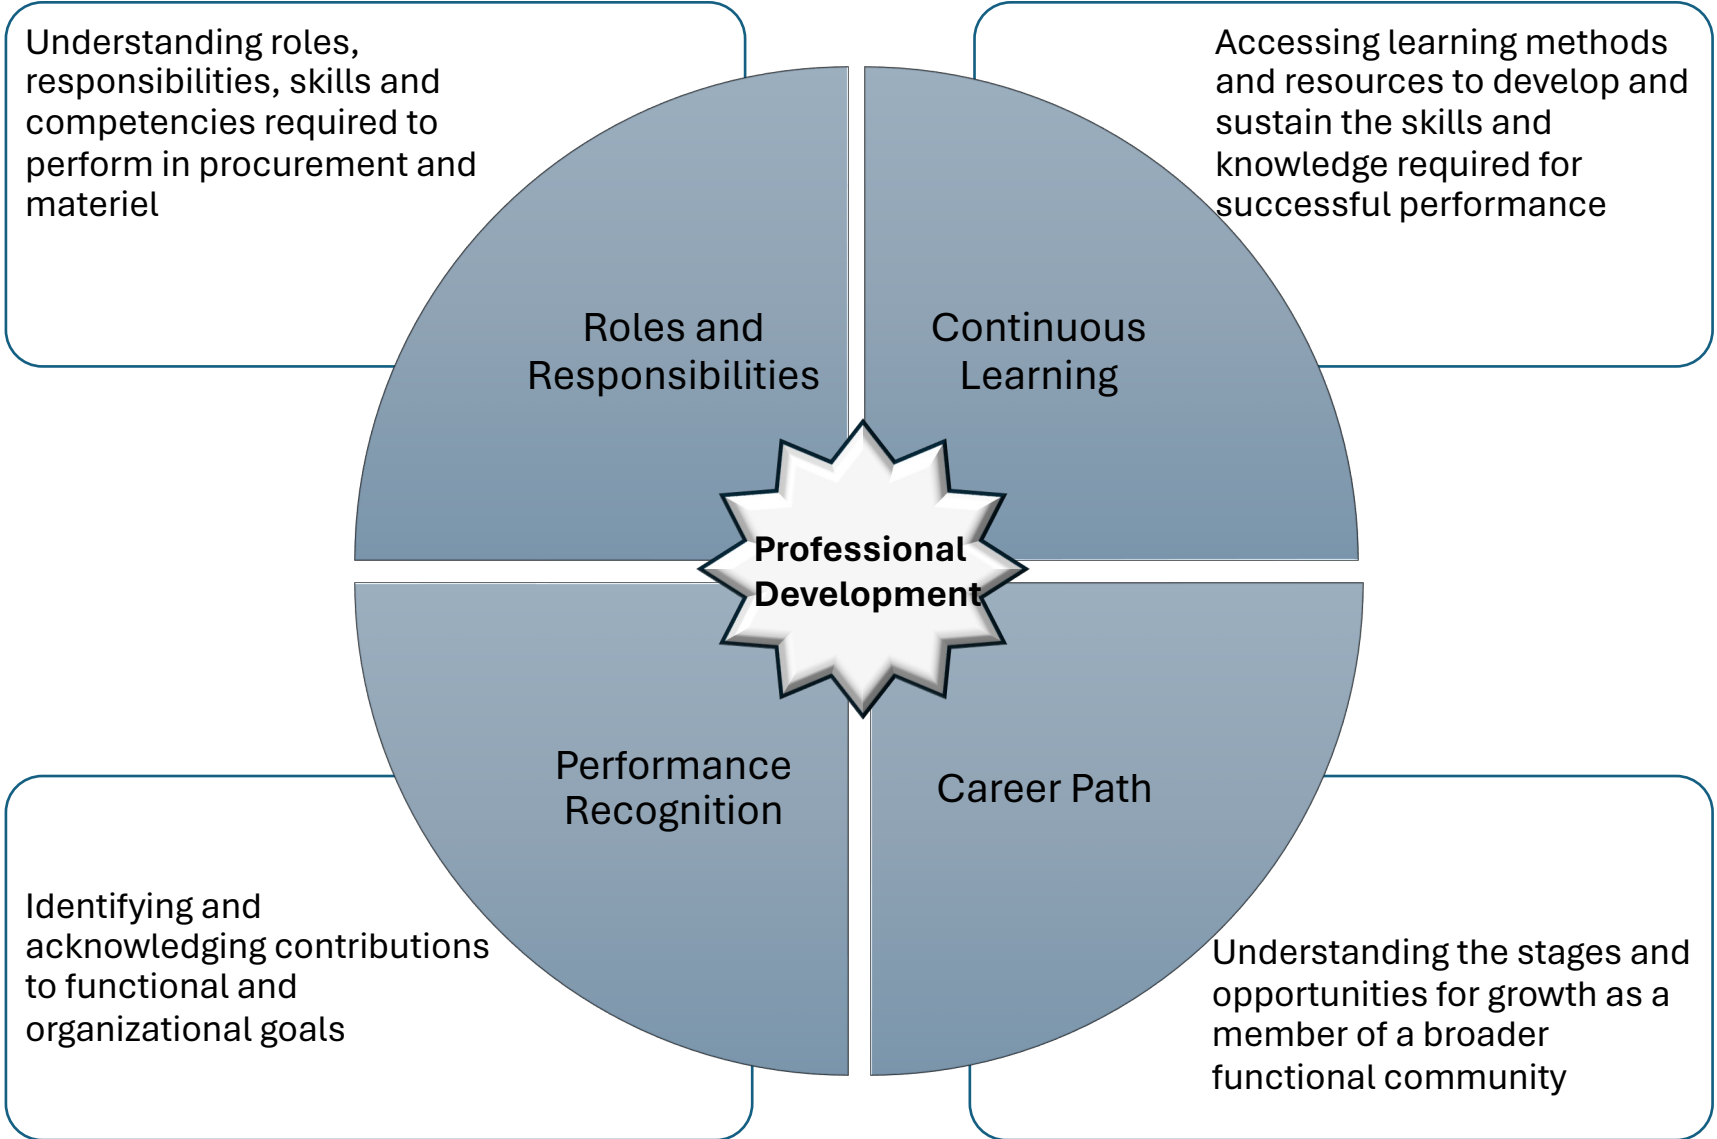 Understanding roles,
responsibilities, skills and
competencies required to
perform in procurement and
materiel
Accessing learning methods
and resources to develop and
sustain the skills and
knowledge required for
successful performance
Roles and
Responsibilities
Continuous
Learning
Professional
Development
Performance
Recognition
Career Path
Identifying and
acknowledging contributions
to functional and
organizational goals
Understanding the stages and
opportunities for growth as a
member of a broader
functional community